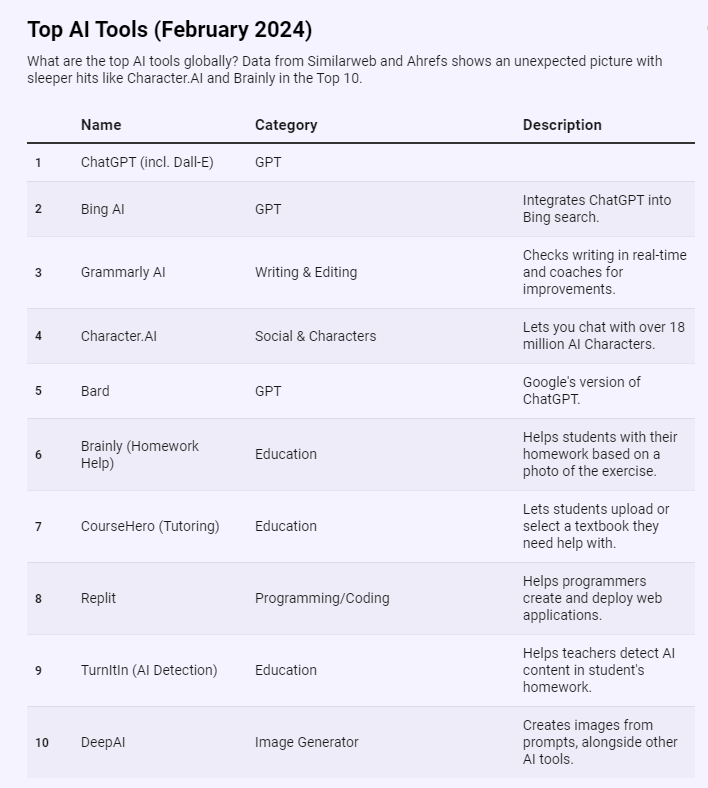 Top AI Tools (February 2024)
What are the top AI tools globally? Data from Similarweb and Ahrefs shows an unexpected picture with
sleeper hits like Character.AI and Brainly in the Top 10.
Name Category Description
1 ChatGPT (incl. Dall-E) GPT
2 Bing AI GPT Integrates ChatGPT into
Bing search.
3 Grammarly AI Writing & Editing Checks writing in real-time
and coaches for
improvements.
4 Character.AI Social & Characters Lets you chat with over 18
million AI Characters.
5 Bard GPT Google's version of
ChatGPT.
6 Brainly (Homework
Help) Education Helps students with their
homework based on a
photo of the exercise.
7 CourseHero (Tutoring) Education Lets students upload or
select a textbook they
need help with.
8 Replit Programming/Coding Helps programmers
create and deploy web
applications.
9 TurnItIn (AI Detection) Education Helps teachers detect AI
content in student's
homework.
10 DeepAI Image Generator Creates images from
prompts, alongside other
AI tools.